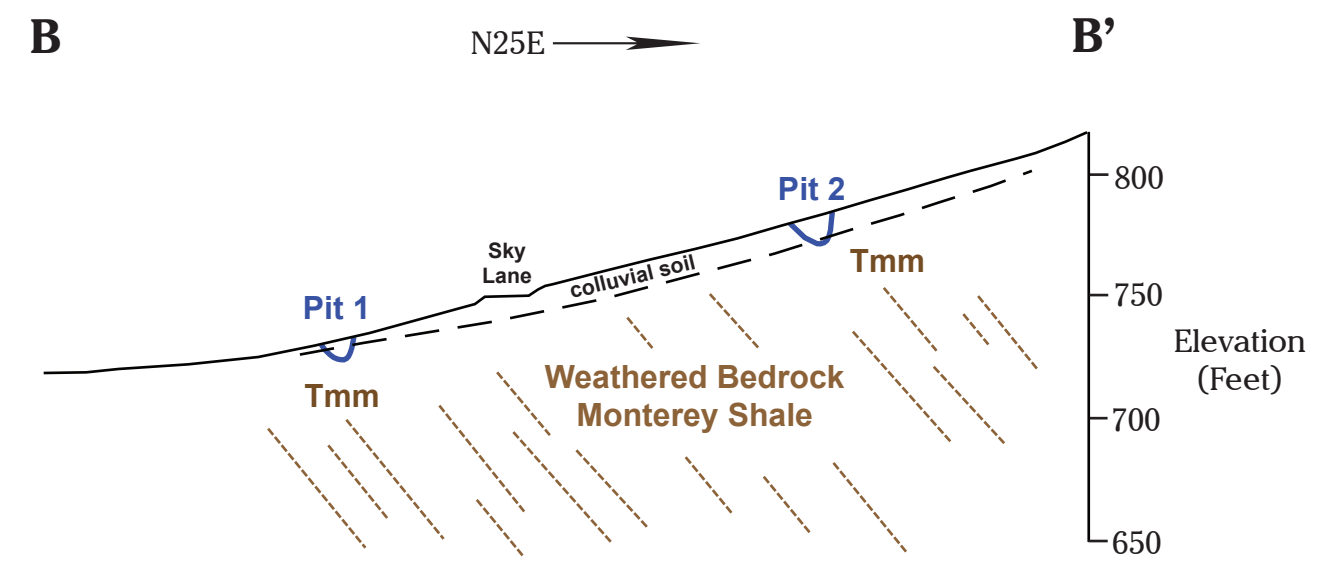 B
N25E
B’
800
Pit 2
Tmm
Sky
Lane
colluvial soil
750
Pit 1
Elevation
(Feet)
Weathered Bedrock
Monterey Shale
Tmm
700
650